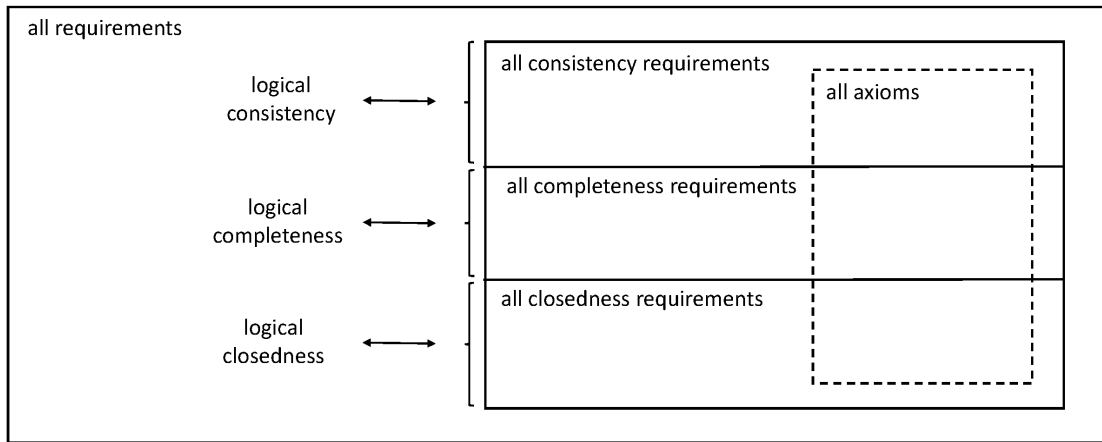 all requirements
all consistency requirements
all axioms
logical
consistency
all completeness requirements
logical
completeness
all closedness requirements
logical
closedness